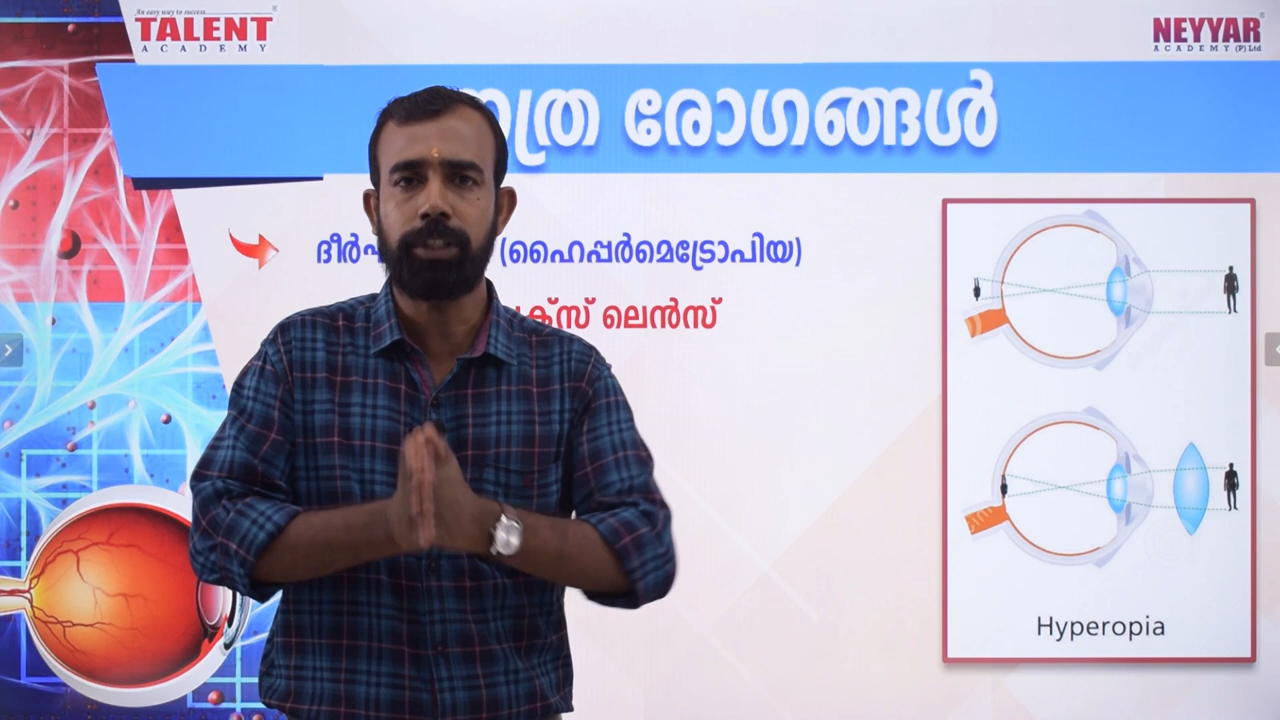 An easy way to success...
TALENT
ACADEMY
NEYYAR
ACADEMY (P) Ltd
രോഗങ്ങൾ
(ഹൈപ്പർമെട്രോപിയ)
ലെൻസ്
Hyperopia